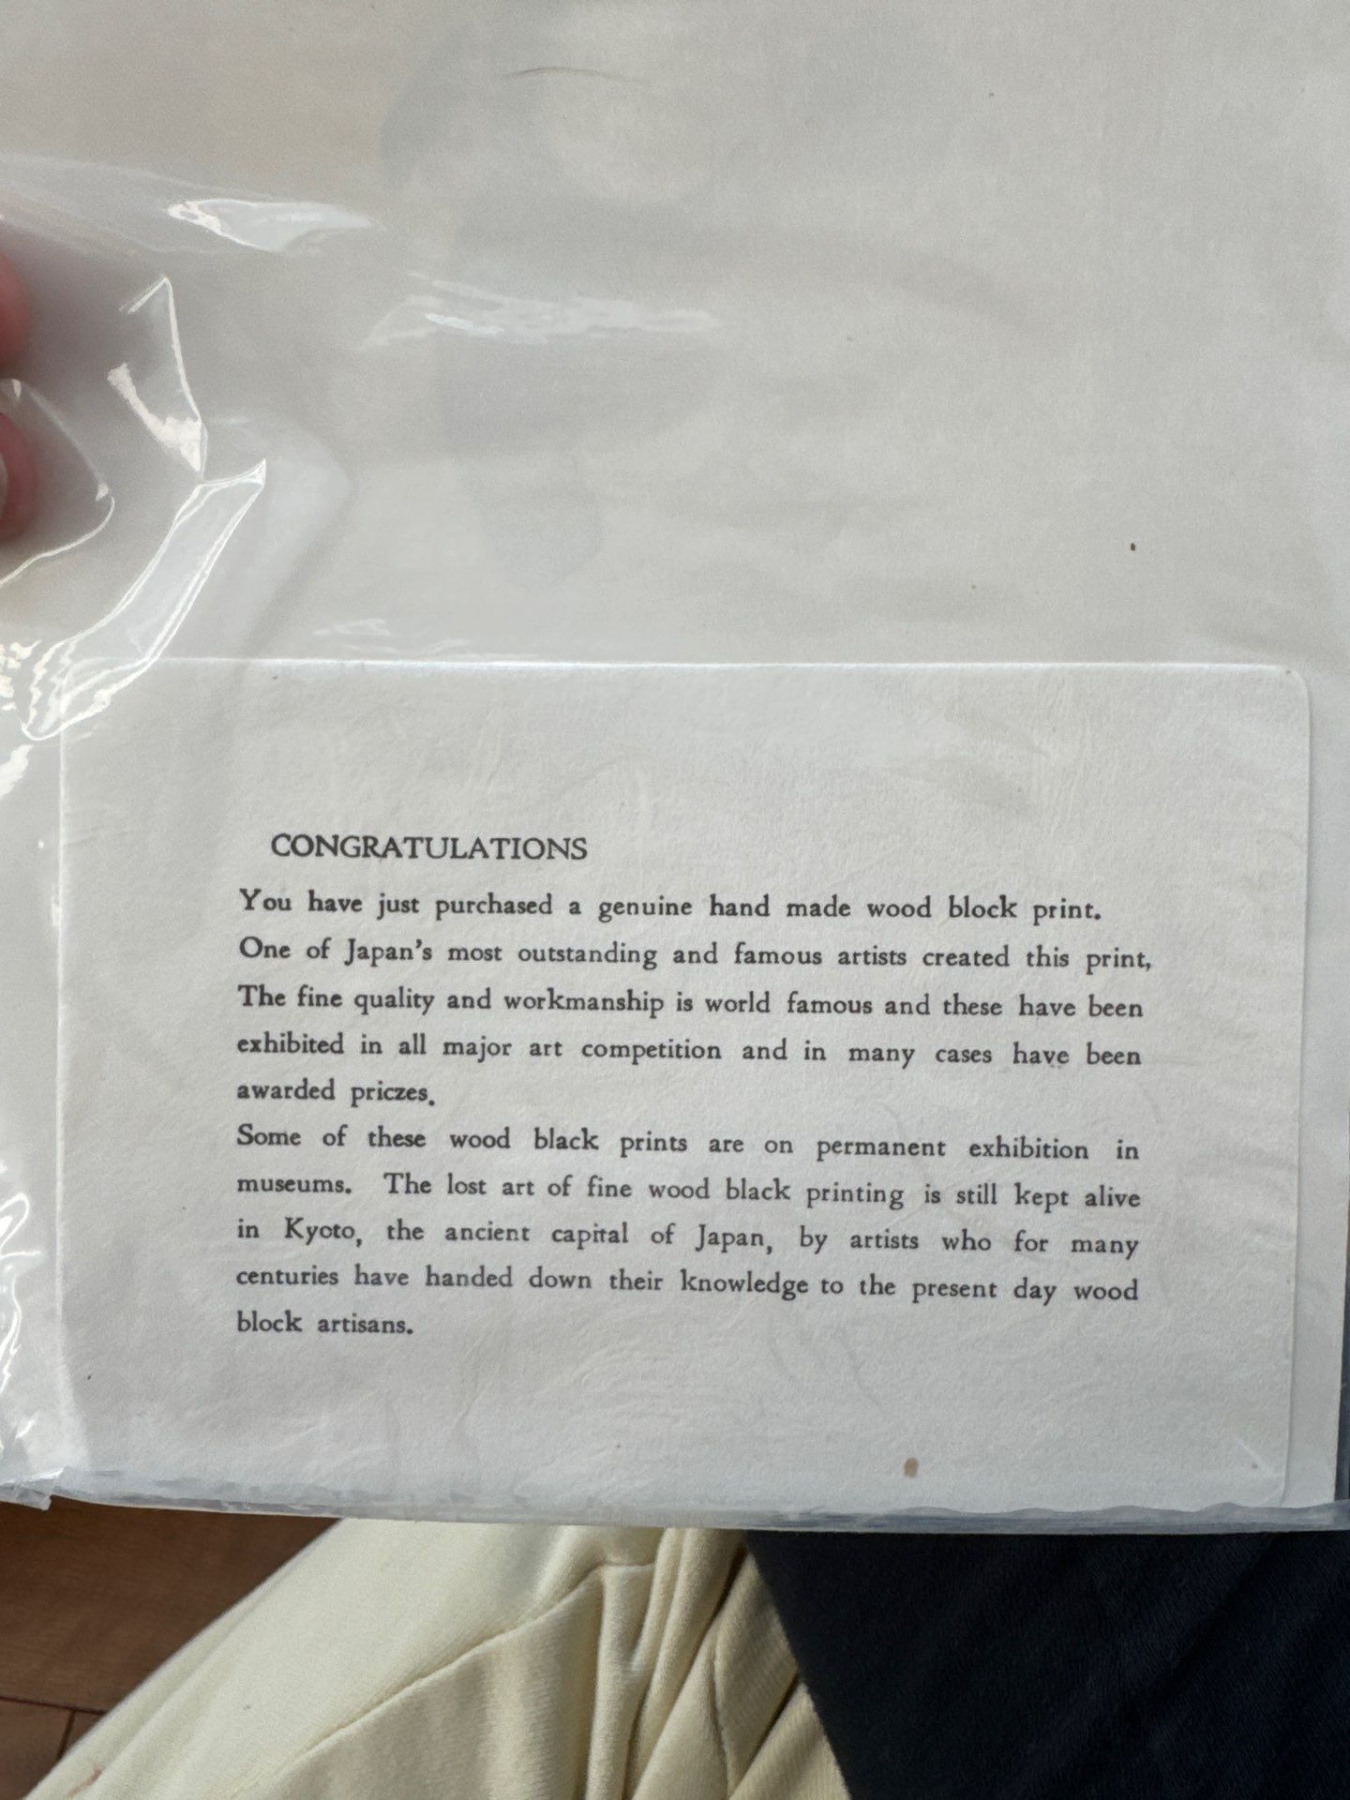 CONGRATULATIONS
You have just purchased a genuine hand made wood block print.
One of Japan's most outstanding and famous artists created this print,
The fine quality and workmanship is world famous and these have been
exhibited in all major art competition and in many cases have been
awarded priczes.
Some of these wood black prints are on permanent exhibition in
museums. The lost art of fine wood black printing is still kept alive
in Kyoto, the ancient capital of Japan, by artists who for many
centuries have handed down their knowledge to the present day wood
block artisans.